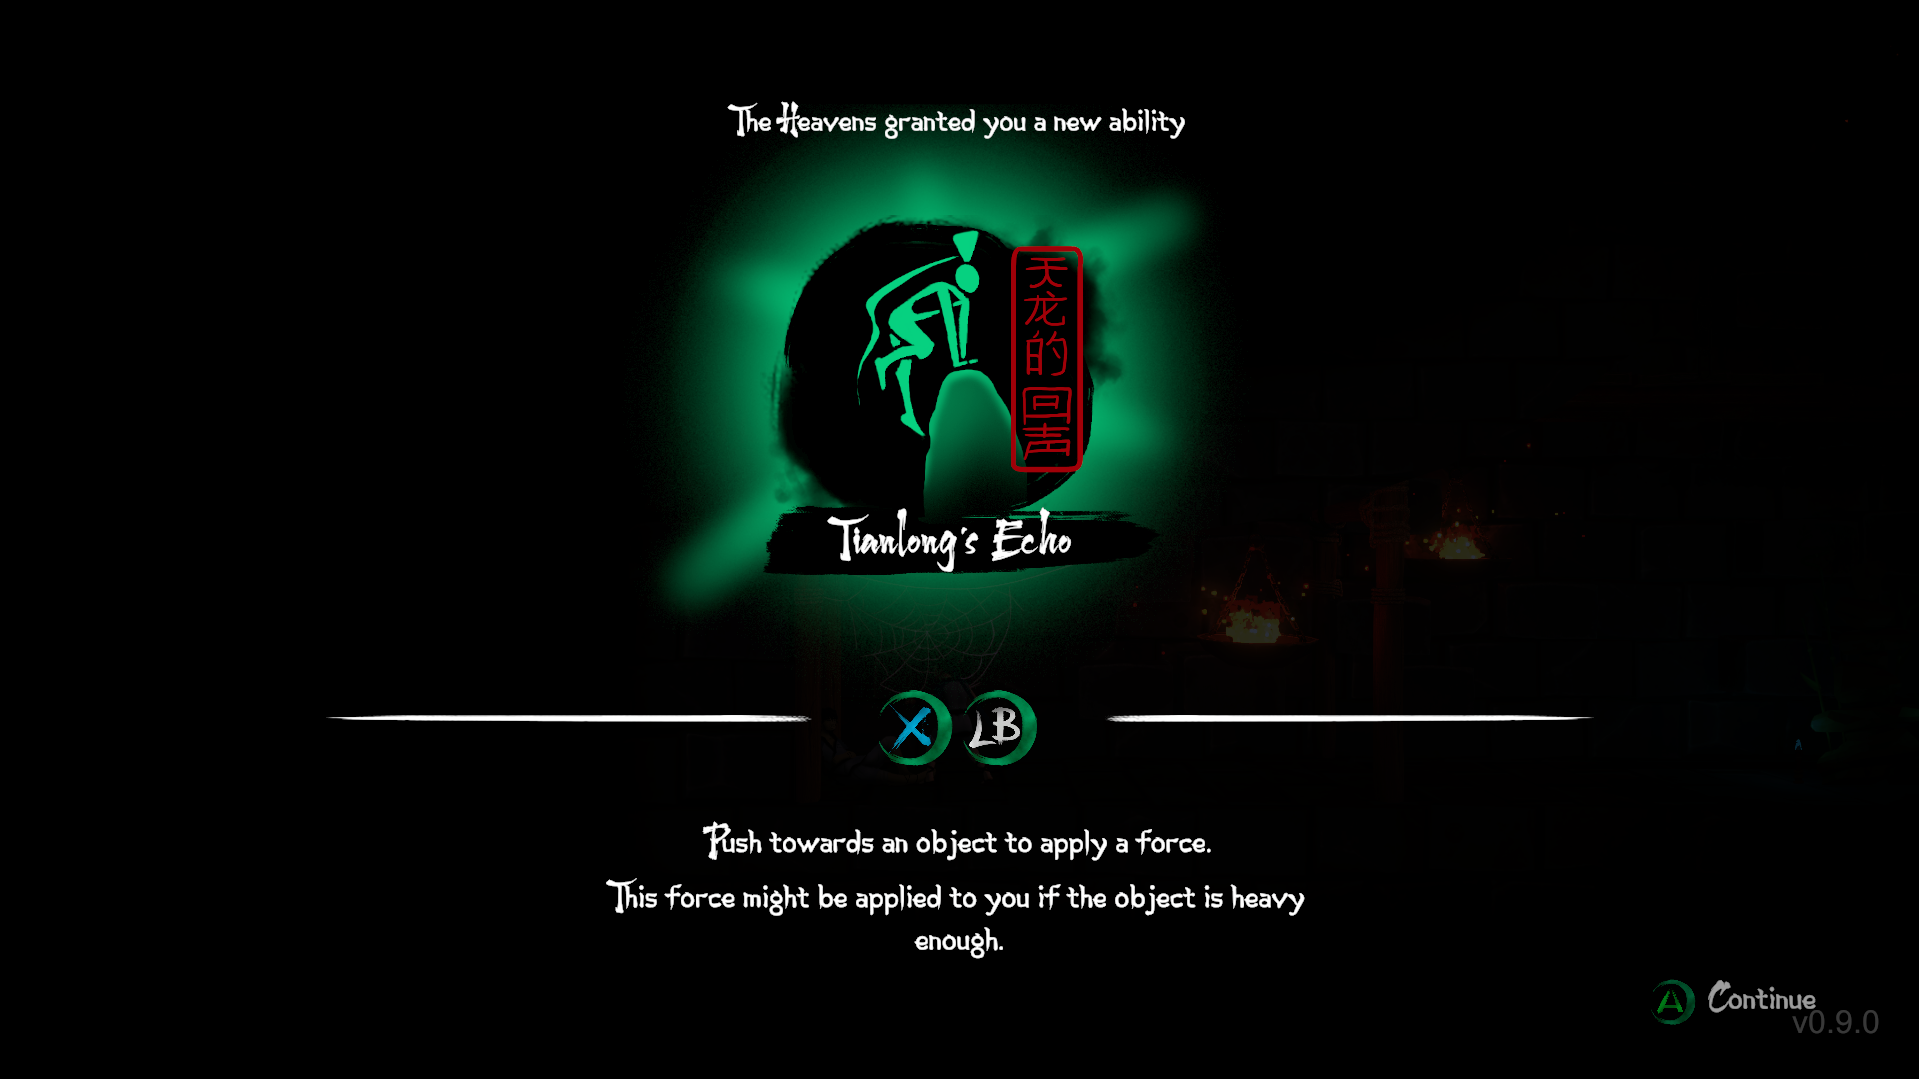 The Heavens granted you a new ability
天龙的回声
Tianlong's Echo
X LB
Push towards an object to apply a force.
This force might be applied to you if the object is heavy
enough.
A Continue
v0.9.0